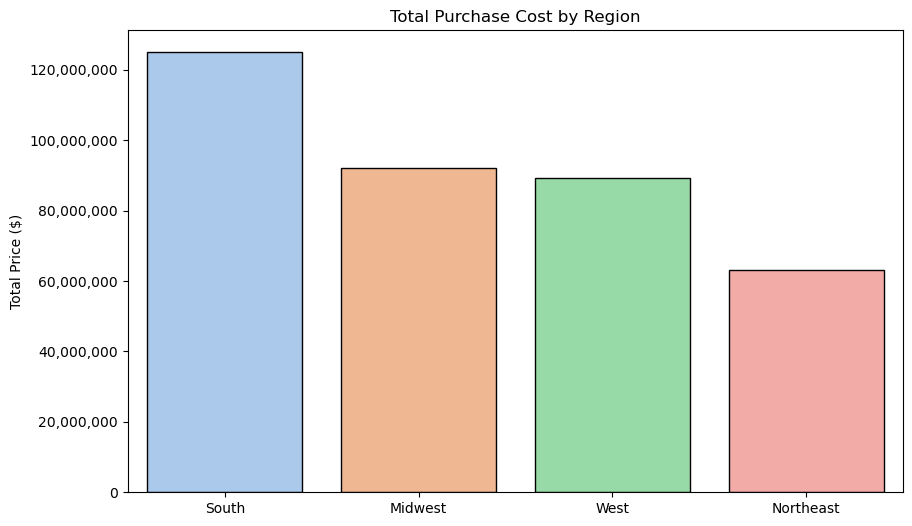 Total Purchase Cost by Region
Total Price ($)
120,000,000
100,000,000
80,000,000
60,000,000
40,000,000
20,000,000
0
South
Midwest
West
Northeast